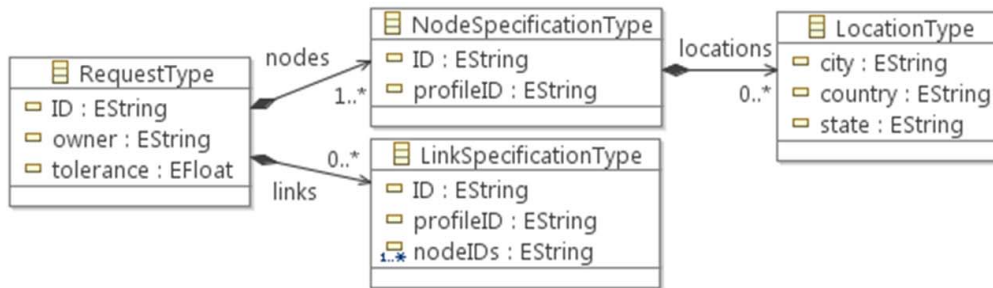 RequestType
ID : EString
owner : EString
tolerance : EFloat
nodes
1..*
0..*
links
NodeSpecificationType
ID : EString
profileID : EString
LinkSpecificationType
ID : EString
profileID : EString
1..* nodeIDs : EString
locations
0..*
LocationType
city : EString
country : EString
state : EString